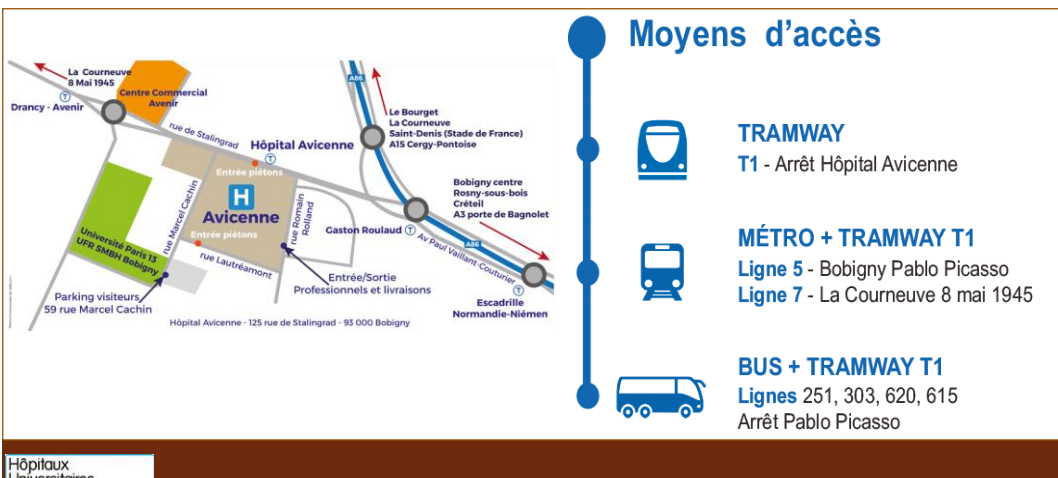 Moyens d'accès
La Courneuve
8 Mai 1945
Drancy - Avenir
T
Centre Commercial
Avenir
rue de Stalingrad
Hôpital Avicenne
T
Entrée piétons
H
Avicenne
Entrée piétons
rue Marcel Cachin
rue Romain
Rolland
rue Lautréamont
Université Paris 13
UFR SMBH Bobigny
Parking visiteurs
59 rue Marcel Cachin
Entrée/Sortie
Professionnels et livraisons
A86
Le Bourget
La Courneuve
Saint-Denis (Stade de France)
A15 Cergy-Pontoise
Bobigny centre
Rosny-sous-bois
Créteil
A3 porte de Bagnolet
Gaston Roulaud
T
Av Paul Vaillant-Couturier
A86
T
Escadrille
Normandie-Niémen
Hôpital Avicenne - 125 rue de Stalingrad - 93 000 Bobigny
TRAMWAY
T1 - Arrêt Hôpital Avicenne
MÉTRO + TRAMWAY T1
Ligne 5 - Bobigny Pablo Picasso
Ligne 7 - La Courneuve 8 mai 1945
BUS + TRAMWAY T1
Lignes 251, 303, 620, 615
Arrêt Pablo Picasso
Hôpitaux
Universitaires